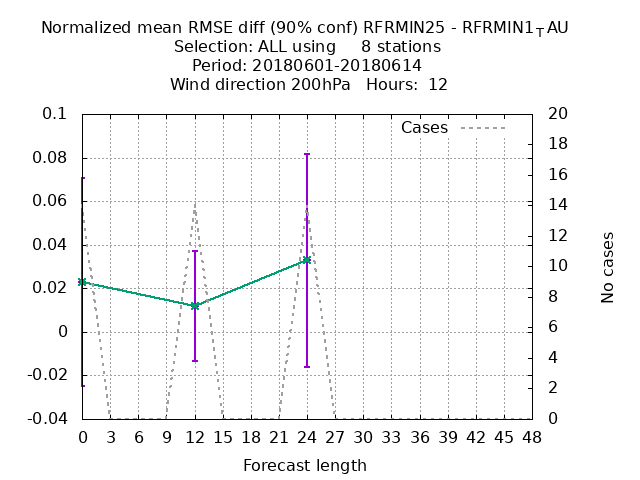 Normalized mean RMSE diff (90% conf) RFRMIN25 - RFRMIN1TAU
Selection: ALL using 8 stations
Period: 20180601-20180614
Wind direction 200hPa Hours: 12
Cases
0.1
0.08
0.06
0.04
0.02
0
-0.02
-0.04
20
18
16
14
12
10
8
6
4
2
0
No cases
0 3 6 9 12 15 18 21 24 27 30 33 36 39 42 45 48
Forecast length